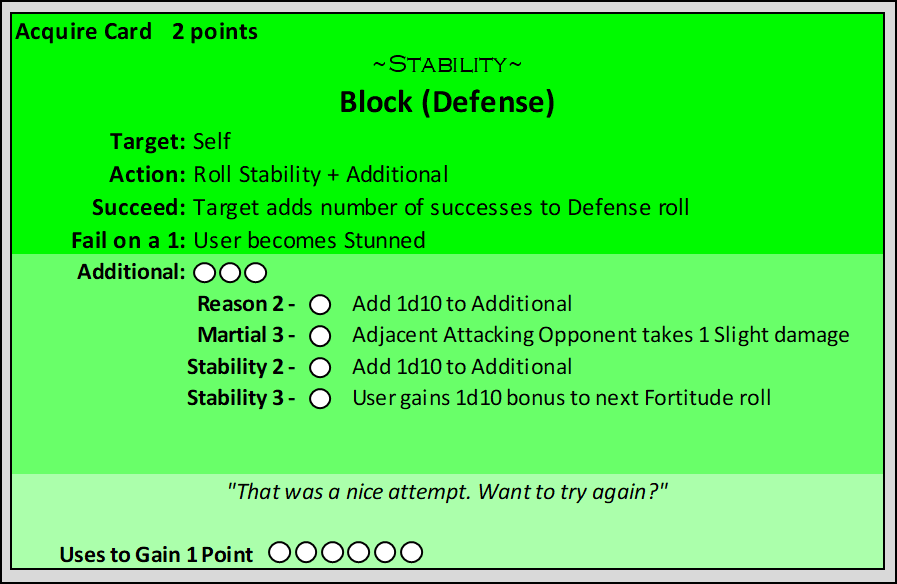 Acquire Card 2 points
~Stability~
Block (Defense)
Target: Self
Action: Roll Stability + Additional
Succeed: Target adds number of successes to Defense roll
Fail on a 1: User becomes Stunned
Additional:
Reason 2 - Add 1d10 to Additional
Martial 3 - Adjacent Attacking Opponent takes 1 Slight damage
Stability 2 - Add 1d10 to Additional
Stability 3 - User gains 1d10 bonus to next Fortitude roll
"That was a nice attempt. Want to try again?"
Uses to Gain 1 Point